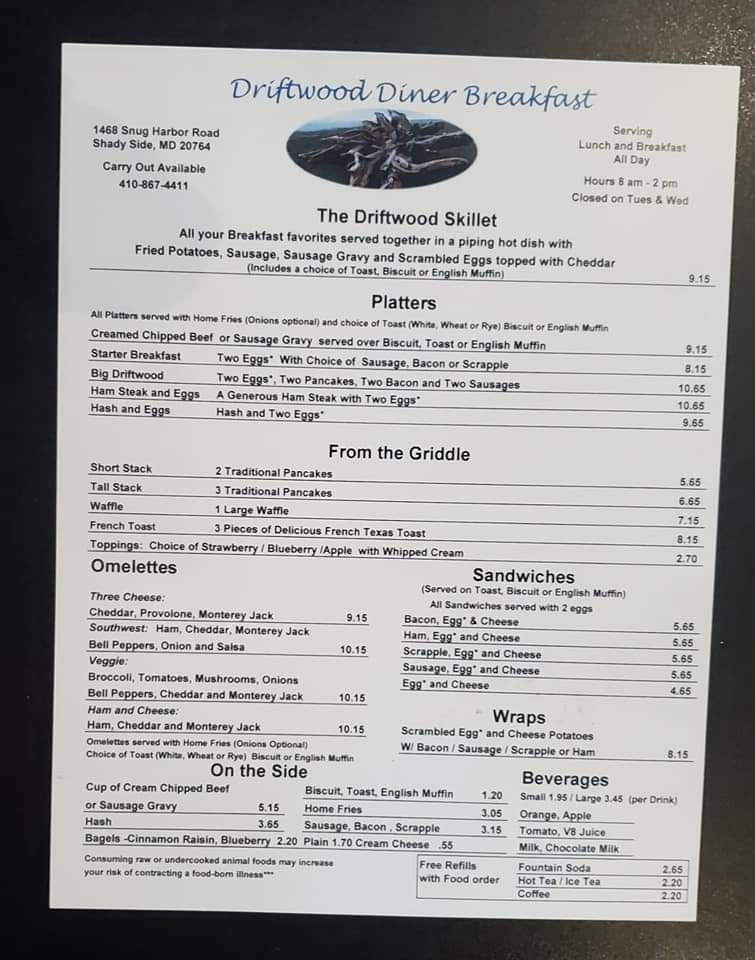 Driftwood Diner Breakfast
1468 Snug Harbor Road
Shady Side, MD 20764
Carry Out Available
410-867-4411
Serving
Lunch and Breakfast
All Day
Hours 8 am - 2 pm
Closed on Tues & Wed
The Driftwood Skillet
All your Breakfast favorites served together in a piping hot dish with
Fried Potatoes, Sausage, Sausage Gravy and Scrambled Eggs topped with Cheddar
(Includes a choice of Toast, Biscuit or English Muffin) 9.15
Platters
All Platters served with Home Fries (Onions optional) and choice of Toast (White, Wheat or Rye) Biscuit or English Muffin
Creamed Chipped Beef or Sausage Gravy served over Biscuit, Toast or English Muffin 9.15
Starter Breakfast Two Eggs* With Choice of Sausage, Bacon or Scrapple 8.15
Big Driftwood Two Eggs*, Two Pancakes, Two Bacon and Two Sausages 10.65
Ham Steak and Eggs A Generous Ham Steak with Two Eggs* 10.65
Hash and Eggs Hash and Two Eggs* 9.65
From the Griddle
Short Stack 2 Traditional Pancakes 5.65
Tall Stack 3 Traditional Pancakes 6.65
Waffle 1 Large Waffle 7.15
French Toast 3 Pieces of Delicious French Texas Toast 8.15
Toppings: Choice of Strawberry / Blueberry /Apple with Whipped Cream 2.70
Omelettes
Three Cheese:
Cheddar, Provolone, Monterey Jack 9.15
Southwest: Ham, Cheddar, Monterey Jack
Bell Peppers, Onion and Salsa 10.15
Veggie:
Broccoli, Tomatoes, Mushrooms, Onions
Bell Peppers, Cheddar and Monterey Jack 10.15
Ham and Cheese:
Ham, Cheddar and Monterey Jack 10.15
Omelettes served with Home Fries (Onions Optional)
Choice of Toast (White, Wheat or Rye) Biscuit or English Muffin
Sandwiches
(Served on Toast, Biscuit or English Muffin)
All Sandwiches served with 2 eggs
Bacon, Egg* & Cheese 5.65
Ham, Egg* and Cheese 5.65
Scrapple, Egg* and Cheese 5.65
Sausage, Egg* and Cheese 5.65
Egg* and Cheese 4.65
Wraps
Scrambled Egg* and Cheese Potatoes
W/ Bacon / Sausage / Scrapple or Ham 8.15
On the Side
Cup of Cream Chipped Beef
or Sausage Gravy 5.15
Hash 3.65
Biscuit, Toast, English Muffin 1.20
Home Fries 3.05
Sausage, Bacon , Scrapple 3.15
Bagels -Cinnamon Raisin, Blueberry 2.20 Plain 1.70 Cream Cheese .55
Consuming raw or undercooked animal foods may increase
your risk of contracting a food-born illness***
Beverages
Small 1.95 / Large 3.45 (per Drink)
Orange, Apple
Tomato, V8 Juice
Milk, Chocolate Milk
Free Refills
with Food order
Fountain Soda 2.65
Hot Tea / Ice Tea 2.20
Coffee 2.20